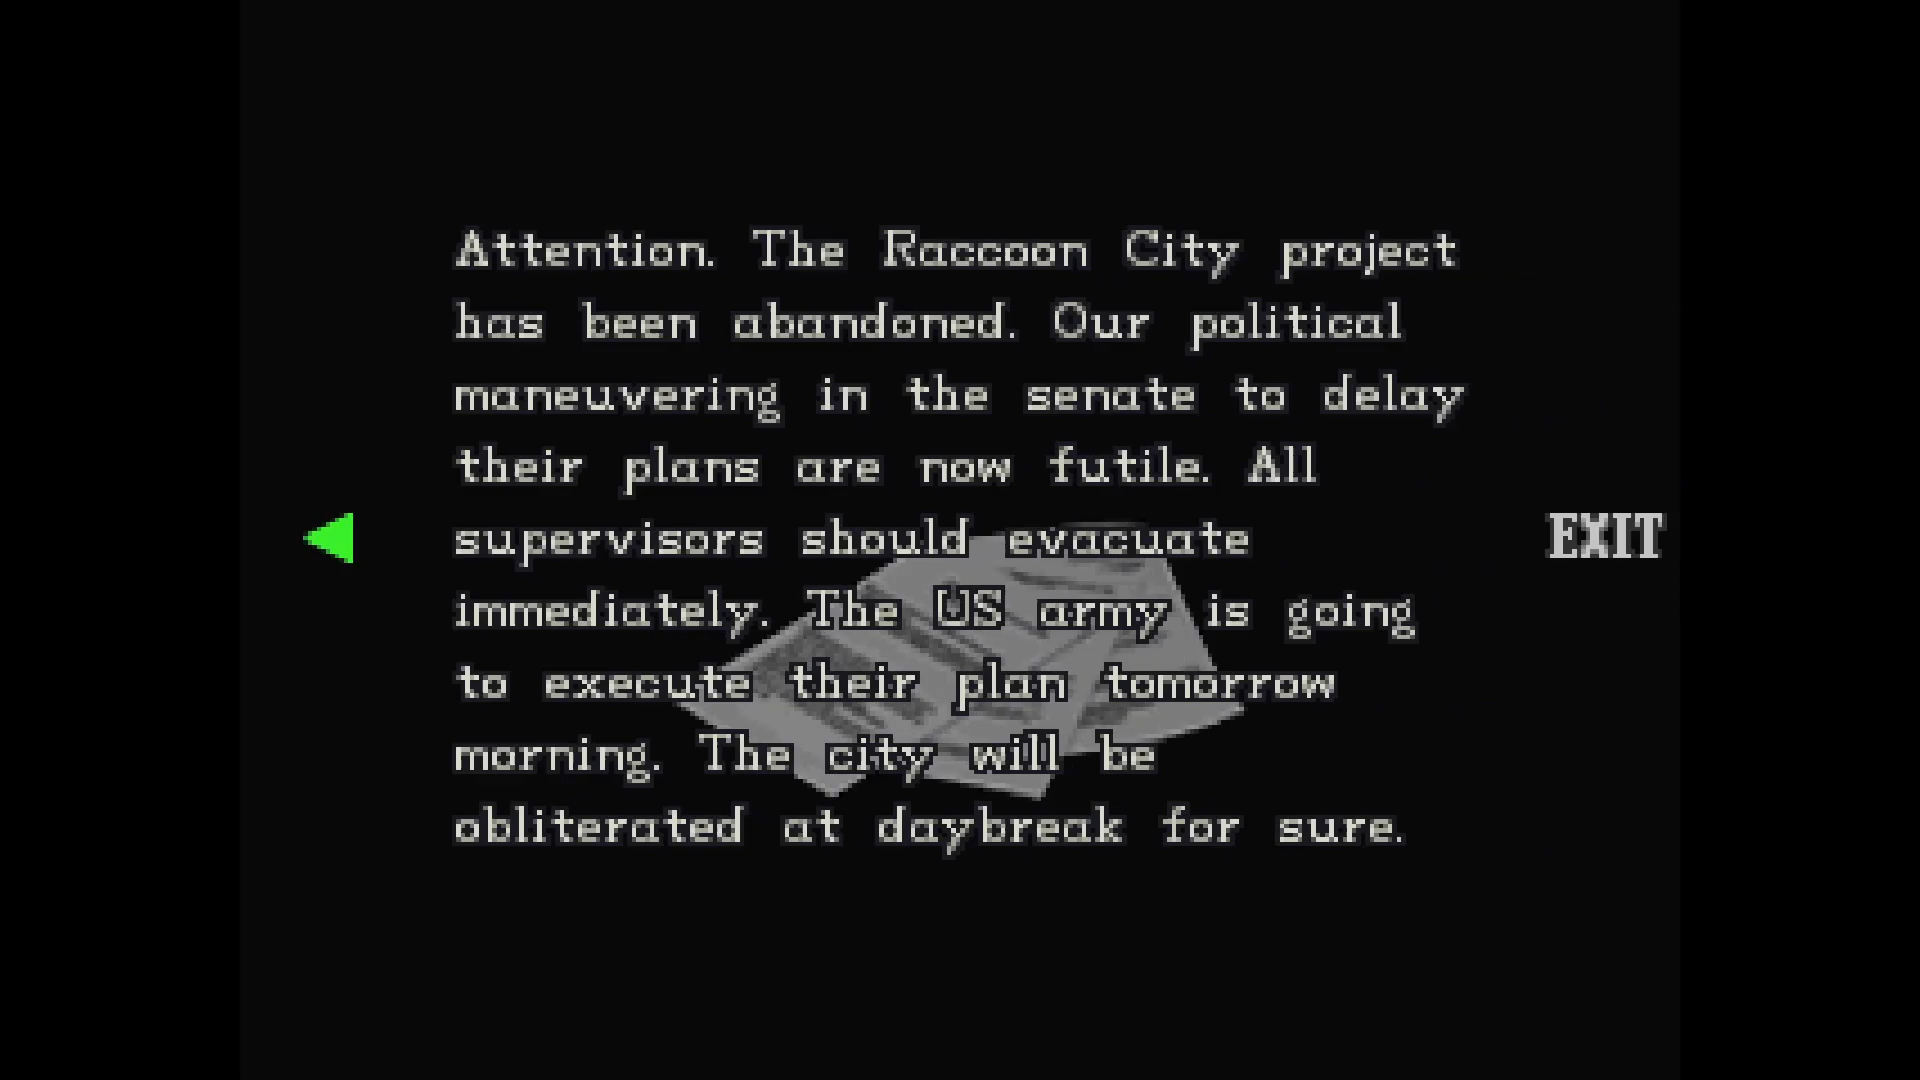 Attention. The Raccoon City project
has been abandoned. Our political
maneuvering in the senate to delay
their plans are now futile. All
supervisors should evacuate
EXIT
immediately. The US army is going
to execute their plan tomorrow
morning. The city will be
obliterated at daybreak for sure.